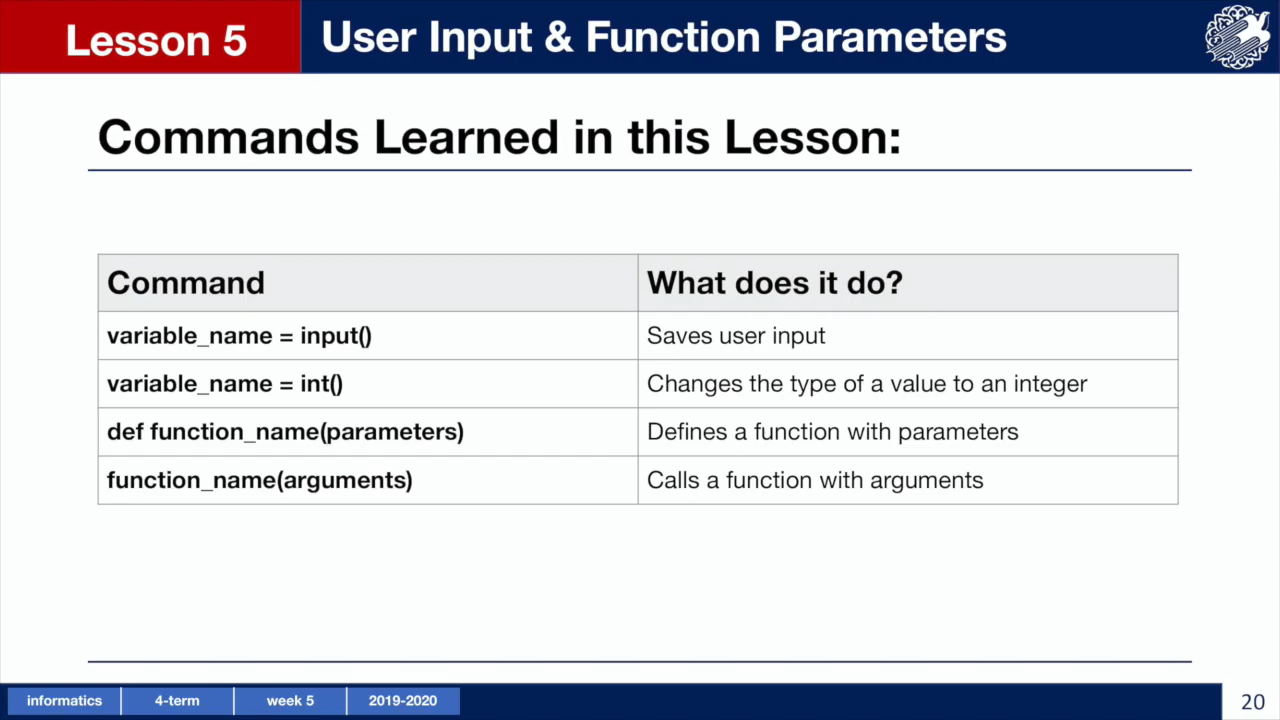 Lesson 5
User Input & Function Parameters
Commands Learned in this Lesson:
Command
What does it do?
variable_name = input()
Saves user input
variable_name = int()
Changes the type of a value to an integer
def function_name(parameters)
Defines a function with parameters
function_name(arguments)
Calls a function with arguments
informatics
4-term
week 5
2019-2020
20